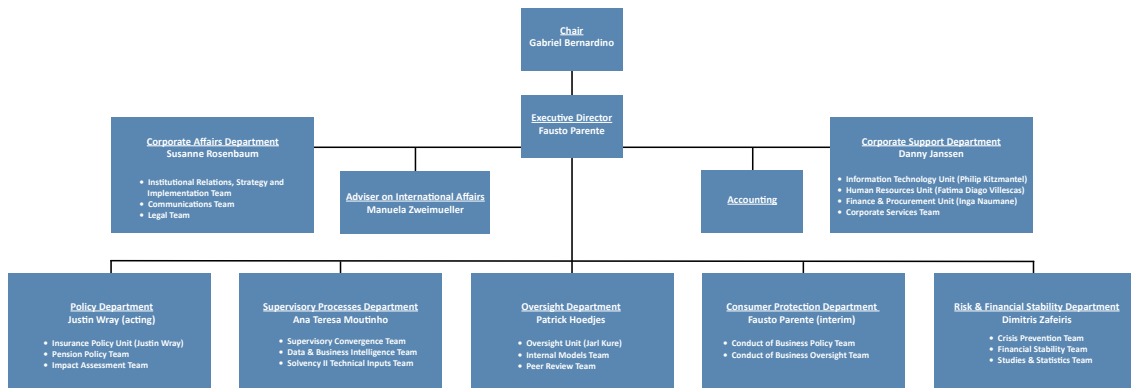 Chair
Gabriel Bernardino
Executive Director
Fausto Parente
Corporate Affairs Department
Susanne Rosenbaum
• Institutional Relations, Strategy and
Implementation Team
• Communications Team
• Legal Team
Adviser on International Affairs
Manuela Zweimueller
Accounting
Corporate Support Department
Danny Janssen
• Information Technology Unit (Philip Kitzmantel)
• Human Resources Unit (Fatima Diago Villescas)
• Finance & Procurement Unit (Inga Naumane)
• Corporate Services Team
Policy Department
Justin Wray (acting)
• Insurance Policy Unit (Justin Wray)
• Pension Policy Team
• Impact Assessment Team
Supervisory Processes Department
Ana Teresa Moutinho
• Supervisory Convergence Team
• Data & Business Intelligence Team
• Solvency II Technical Inputs Team
Oversight Department
Patrick Hoedjes
• Oversight Unit (Jarl Kure)
• Internal Models Team
• Peer Review Team
Consumer Protection Department
Fausto Parente (interim)
• Conduct of Business Policy Team
• Conduct of Business Oversight Team
Risk & Financial Stability Department
Dimitris Zafeiris
• Crisis Prevention Team
• Financial Stability Team
• Studies & Statistics Team